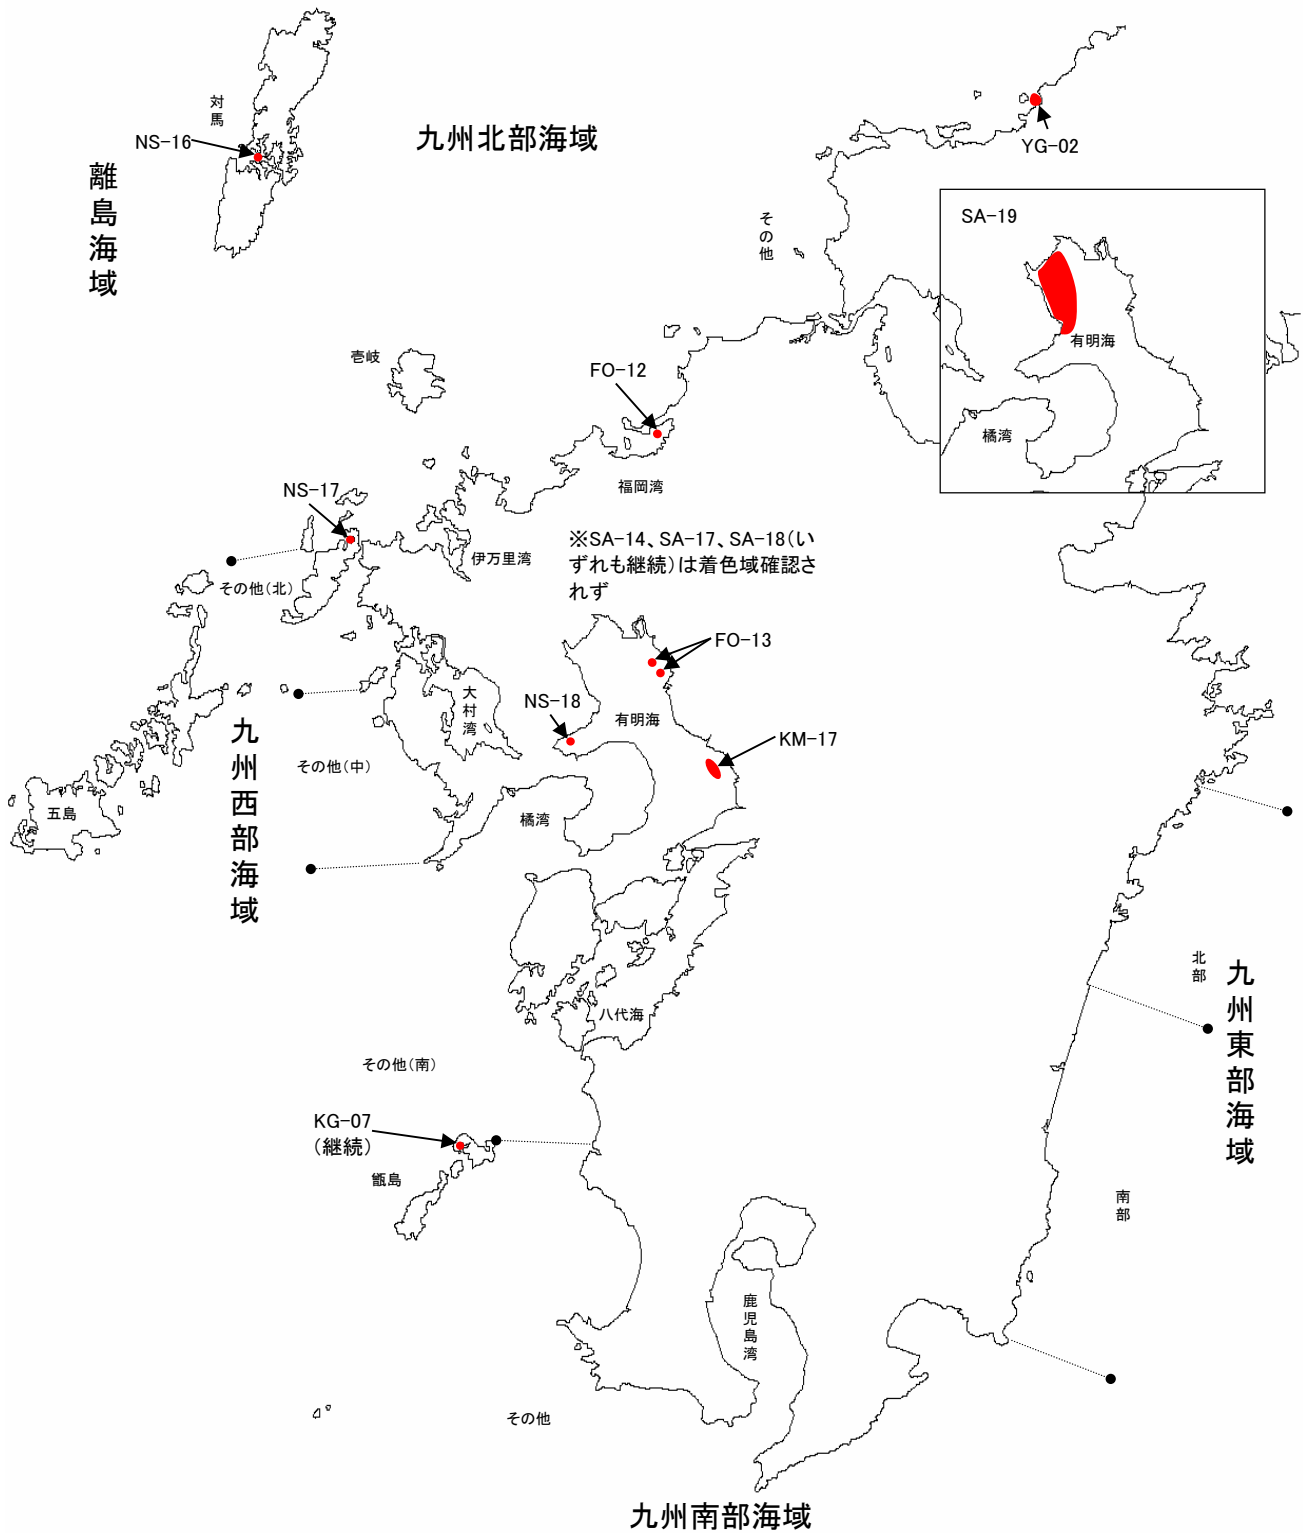 対馬
NS-16
九州北部海域
離島海域
YG-02
その他
SA-19
有明海
橘湾
壱岐
FO-12
福岡湾
NS-17
伊万里湾
その他(北)
※SA-14、SA-17、SA-18(い
ずれも継続)は着色域確認さ
れず
FO-13
大村湾
NS-18
有明海
KM-17
九州西部海域
その他(中)
五島
橘湾
北部
九州東部海域
八代海
その他(南)
KG-07
(継続)
甑島
南部
鹿児島湾
その他
九州南部海域